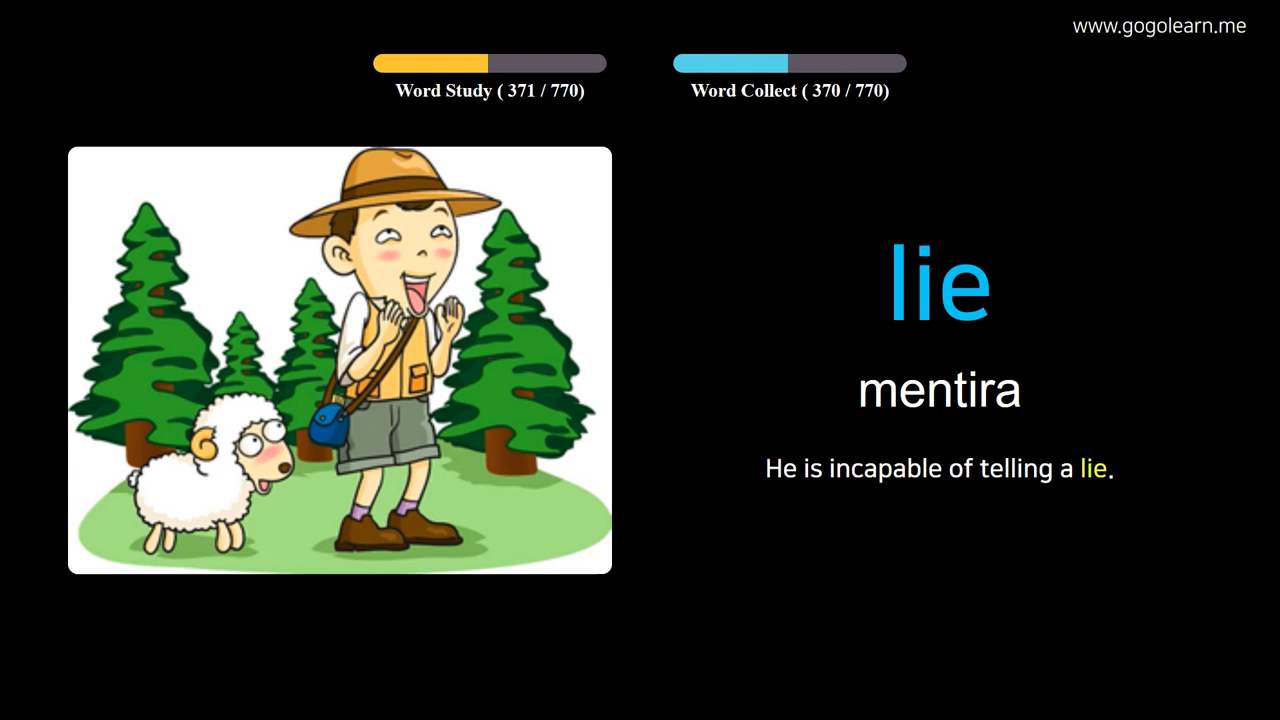 www.gogolearn.me
Word Study ( 371 / 770)
Word Collect ( 370 / 770)
lie
mentira
He is incapable of telling a lie.